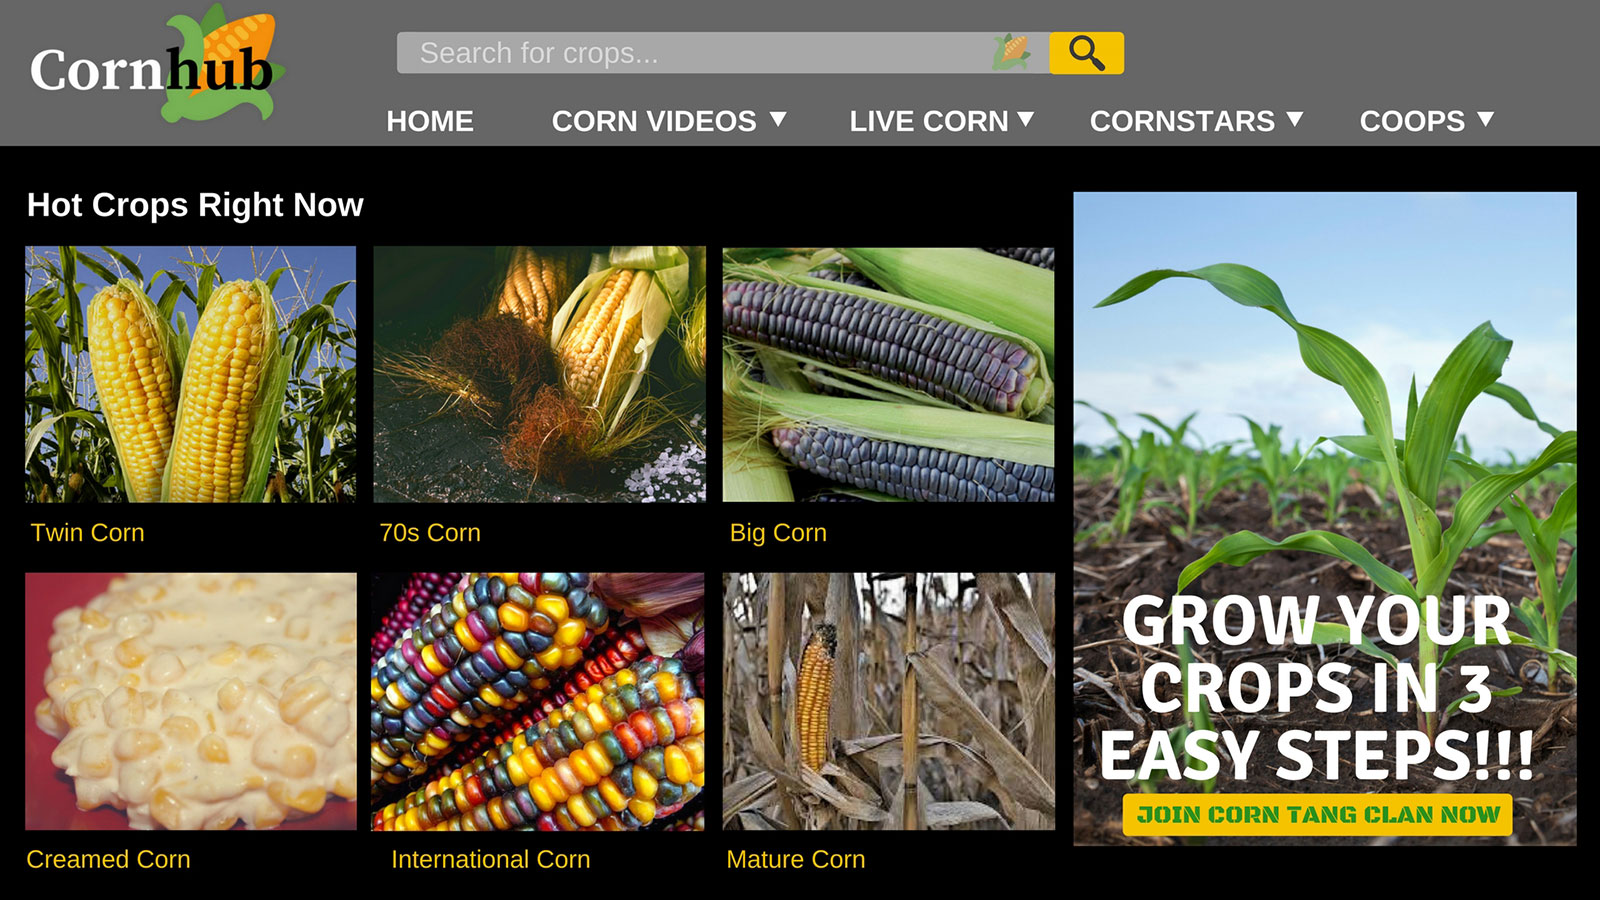 Cornhub
Search for crops...
HOME
CORN VIDEOS ▼
LIVE CORN ▼
CORNSTARS ▼
COOPS ▼
Hot Crops Right Now
Twin Corn
70s Corn
Big Corn
Creamed Corn
International Corn
Mature Corn
GROW YOUR
CROPS IN 3
EASY STEPS!!!
JOIN CORN TANG CLAN NOW